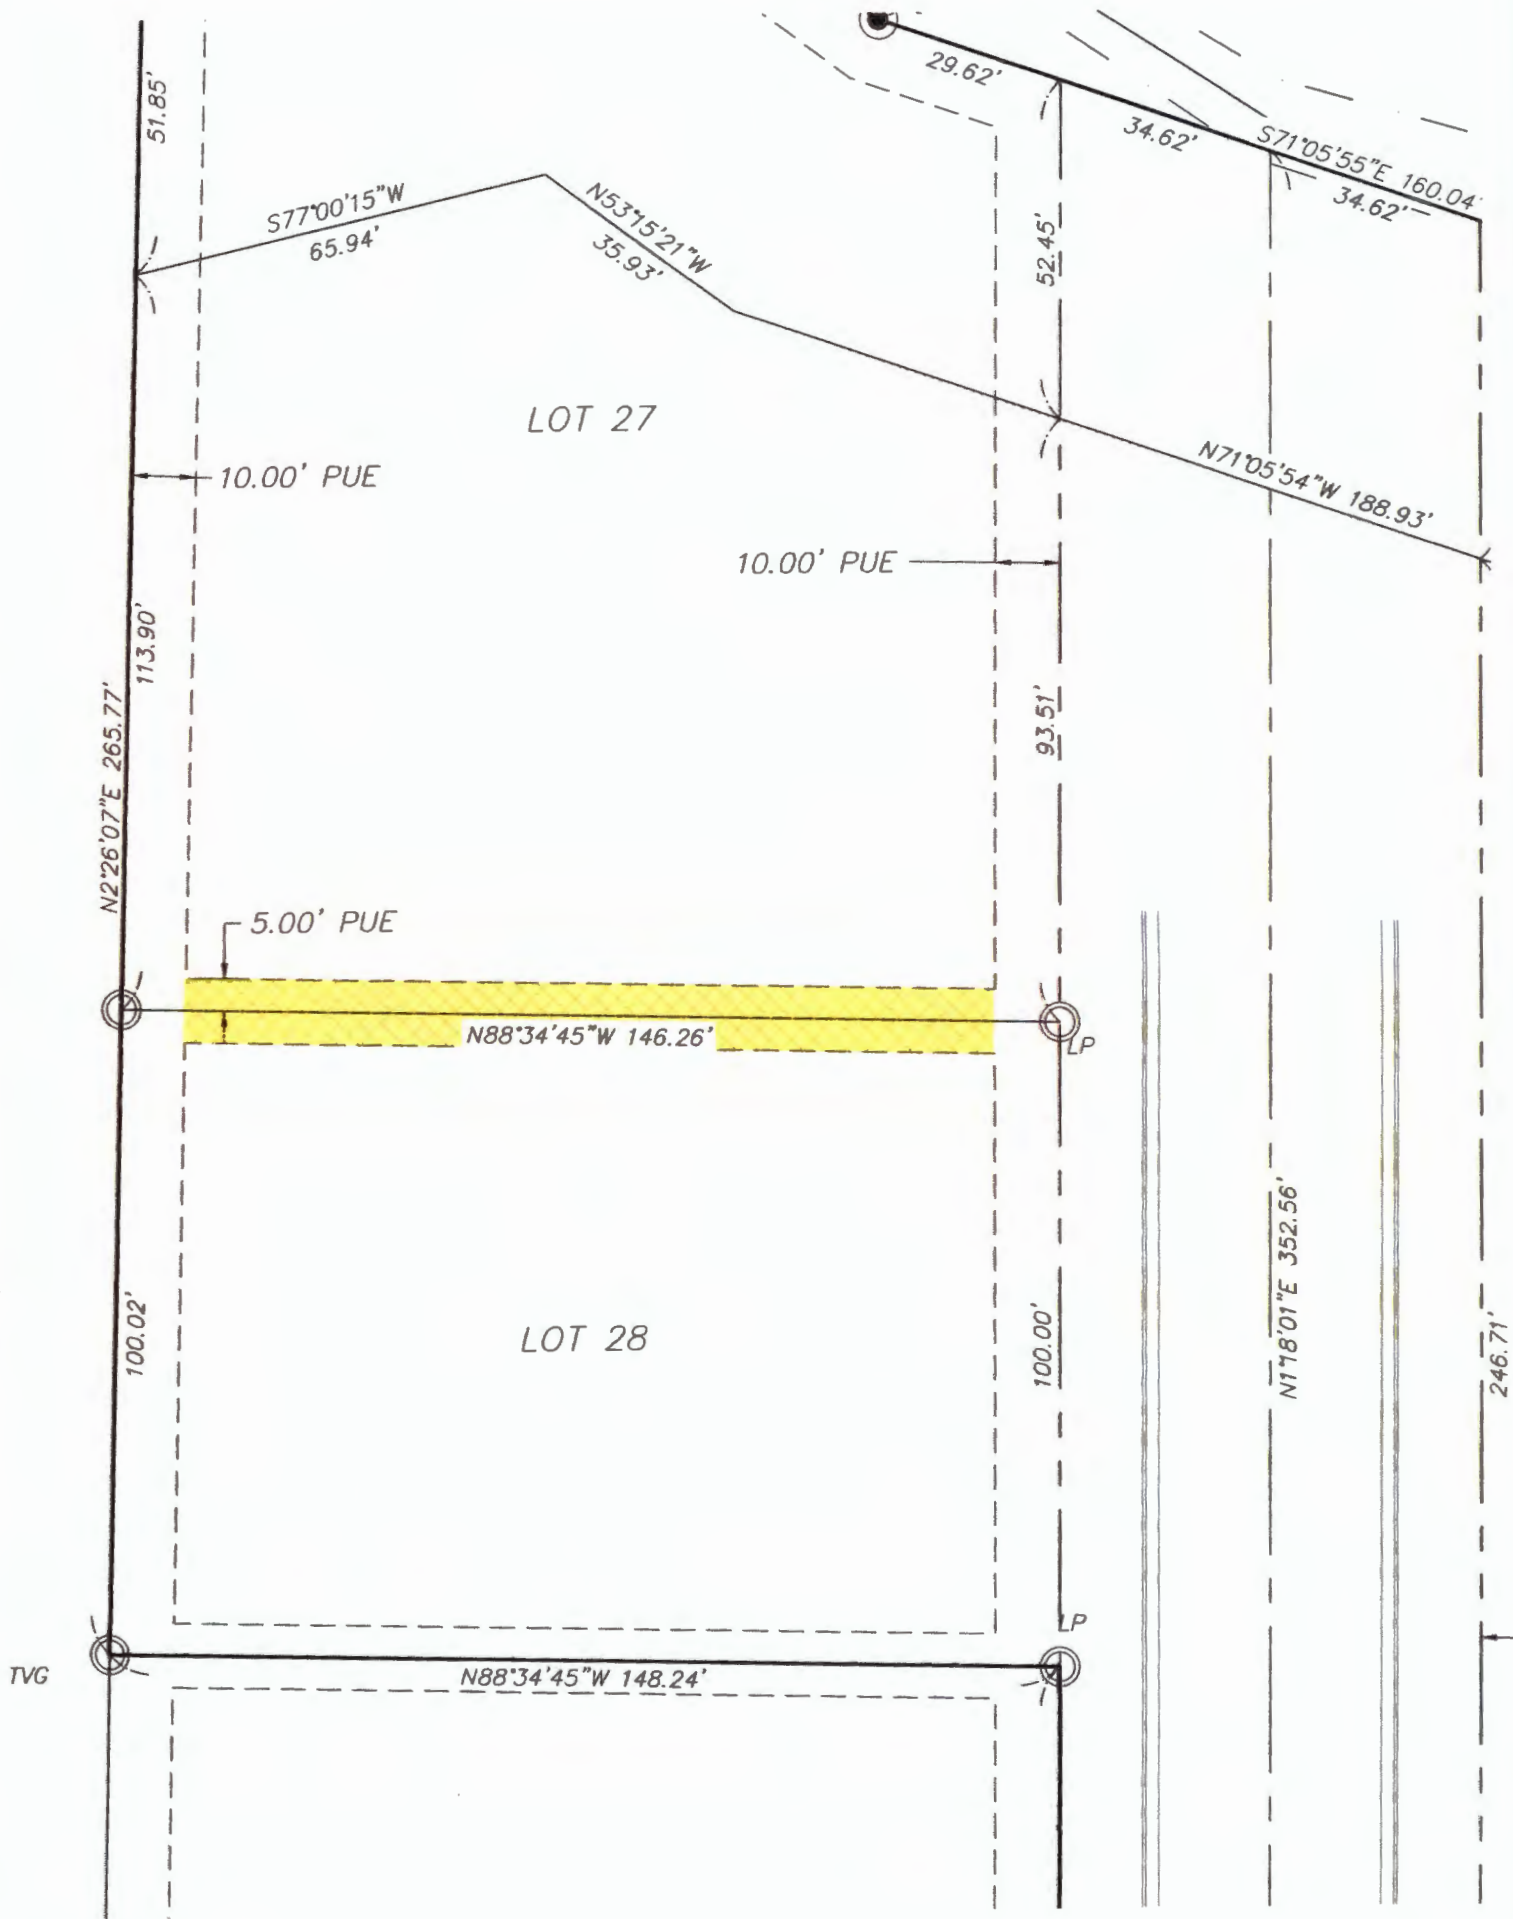 29.62'
34.62'
S71°05'55"E 160.04'
34.62'
51.85'
S77°00'15"W
65.94'
N53°15'21"W
35.93'
52.45'
LOT 27
N71°05'54"W 188.93'
10.00' PUE
10.00' PUE
113.90'
93.51'
N2°26'07"E 265.77'
5.00' PUE
N88°34'45"W 146.26'
LP
N1°18'01"E 352.56'
100.02'
LOT 28
100.00'
246.71'
LP
TVG
N88°34'45"W 148.24'